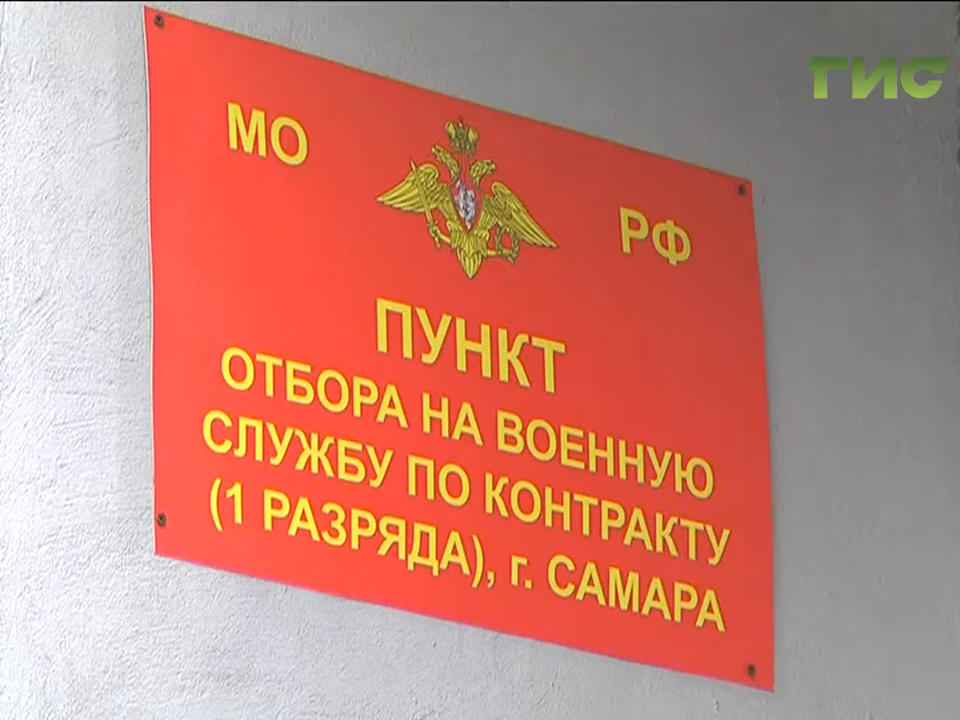 ГИС
МО
РФ
ПУНКТ
ОТБОРА НА ВОЕННУЮ
СЛУЖБУ ПО КОНТРАКТУ
(1 РАЗРЯДА), г. САМАРА